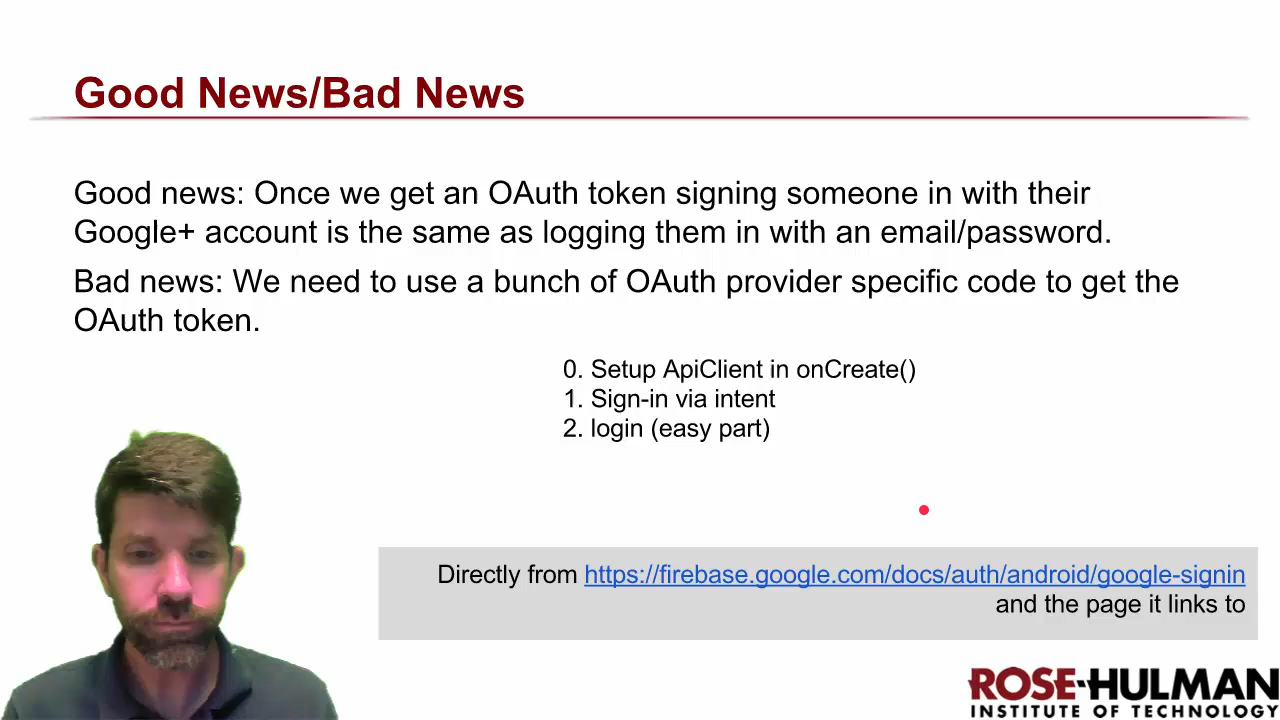 Good News/Bad News
Good news: Once we get an OAuth token signing someone in with their
Google+ account is the same as logging them in with an email/password.
Bad news: We need to use a bunch of OAuth provider specific code to get the
OAuth token.
0. Setup ApiClient in onCreate()
1. Sign-in via intent
2. login (easy part)
Directly from https://firebase.google.com/docs/auth/android/google-signin
and the page it links to
ROSE-HULMAN
INSTITUTE OF TECHNOLOGY